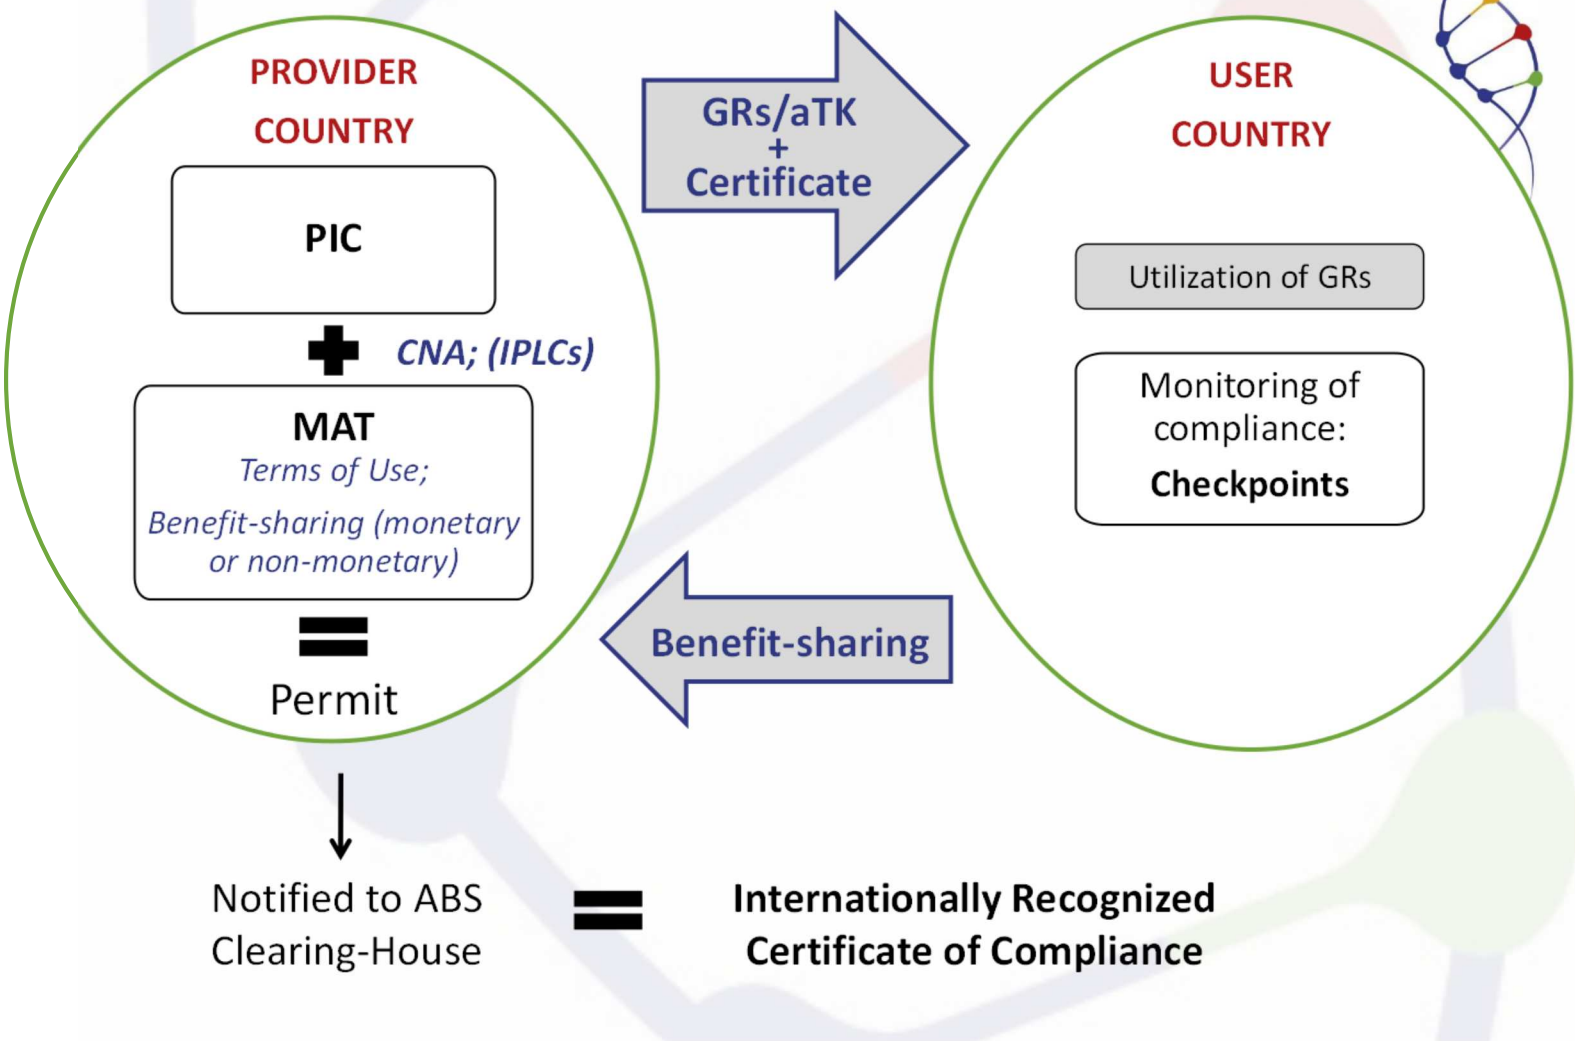 PROVIDER
COUNTRY
PIC
CNA; (IPLCs)
MAT
Terms of Use;
Benefit-sharing (monetary
or non-monetary)
Permit
GRs/aTK
+
Certificate
USER
COUNTRY
Utilization of GRs
Monitoring of
compliance:
Checkpoints
Benefit-sharing
Notified to ABS
Clearing-House
Internationally Recognized
Certificate of Compliance